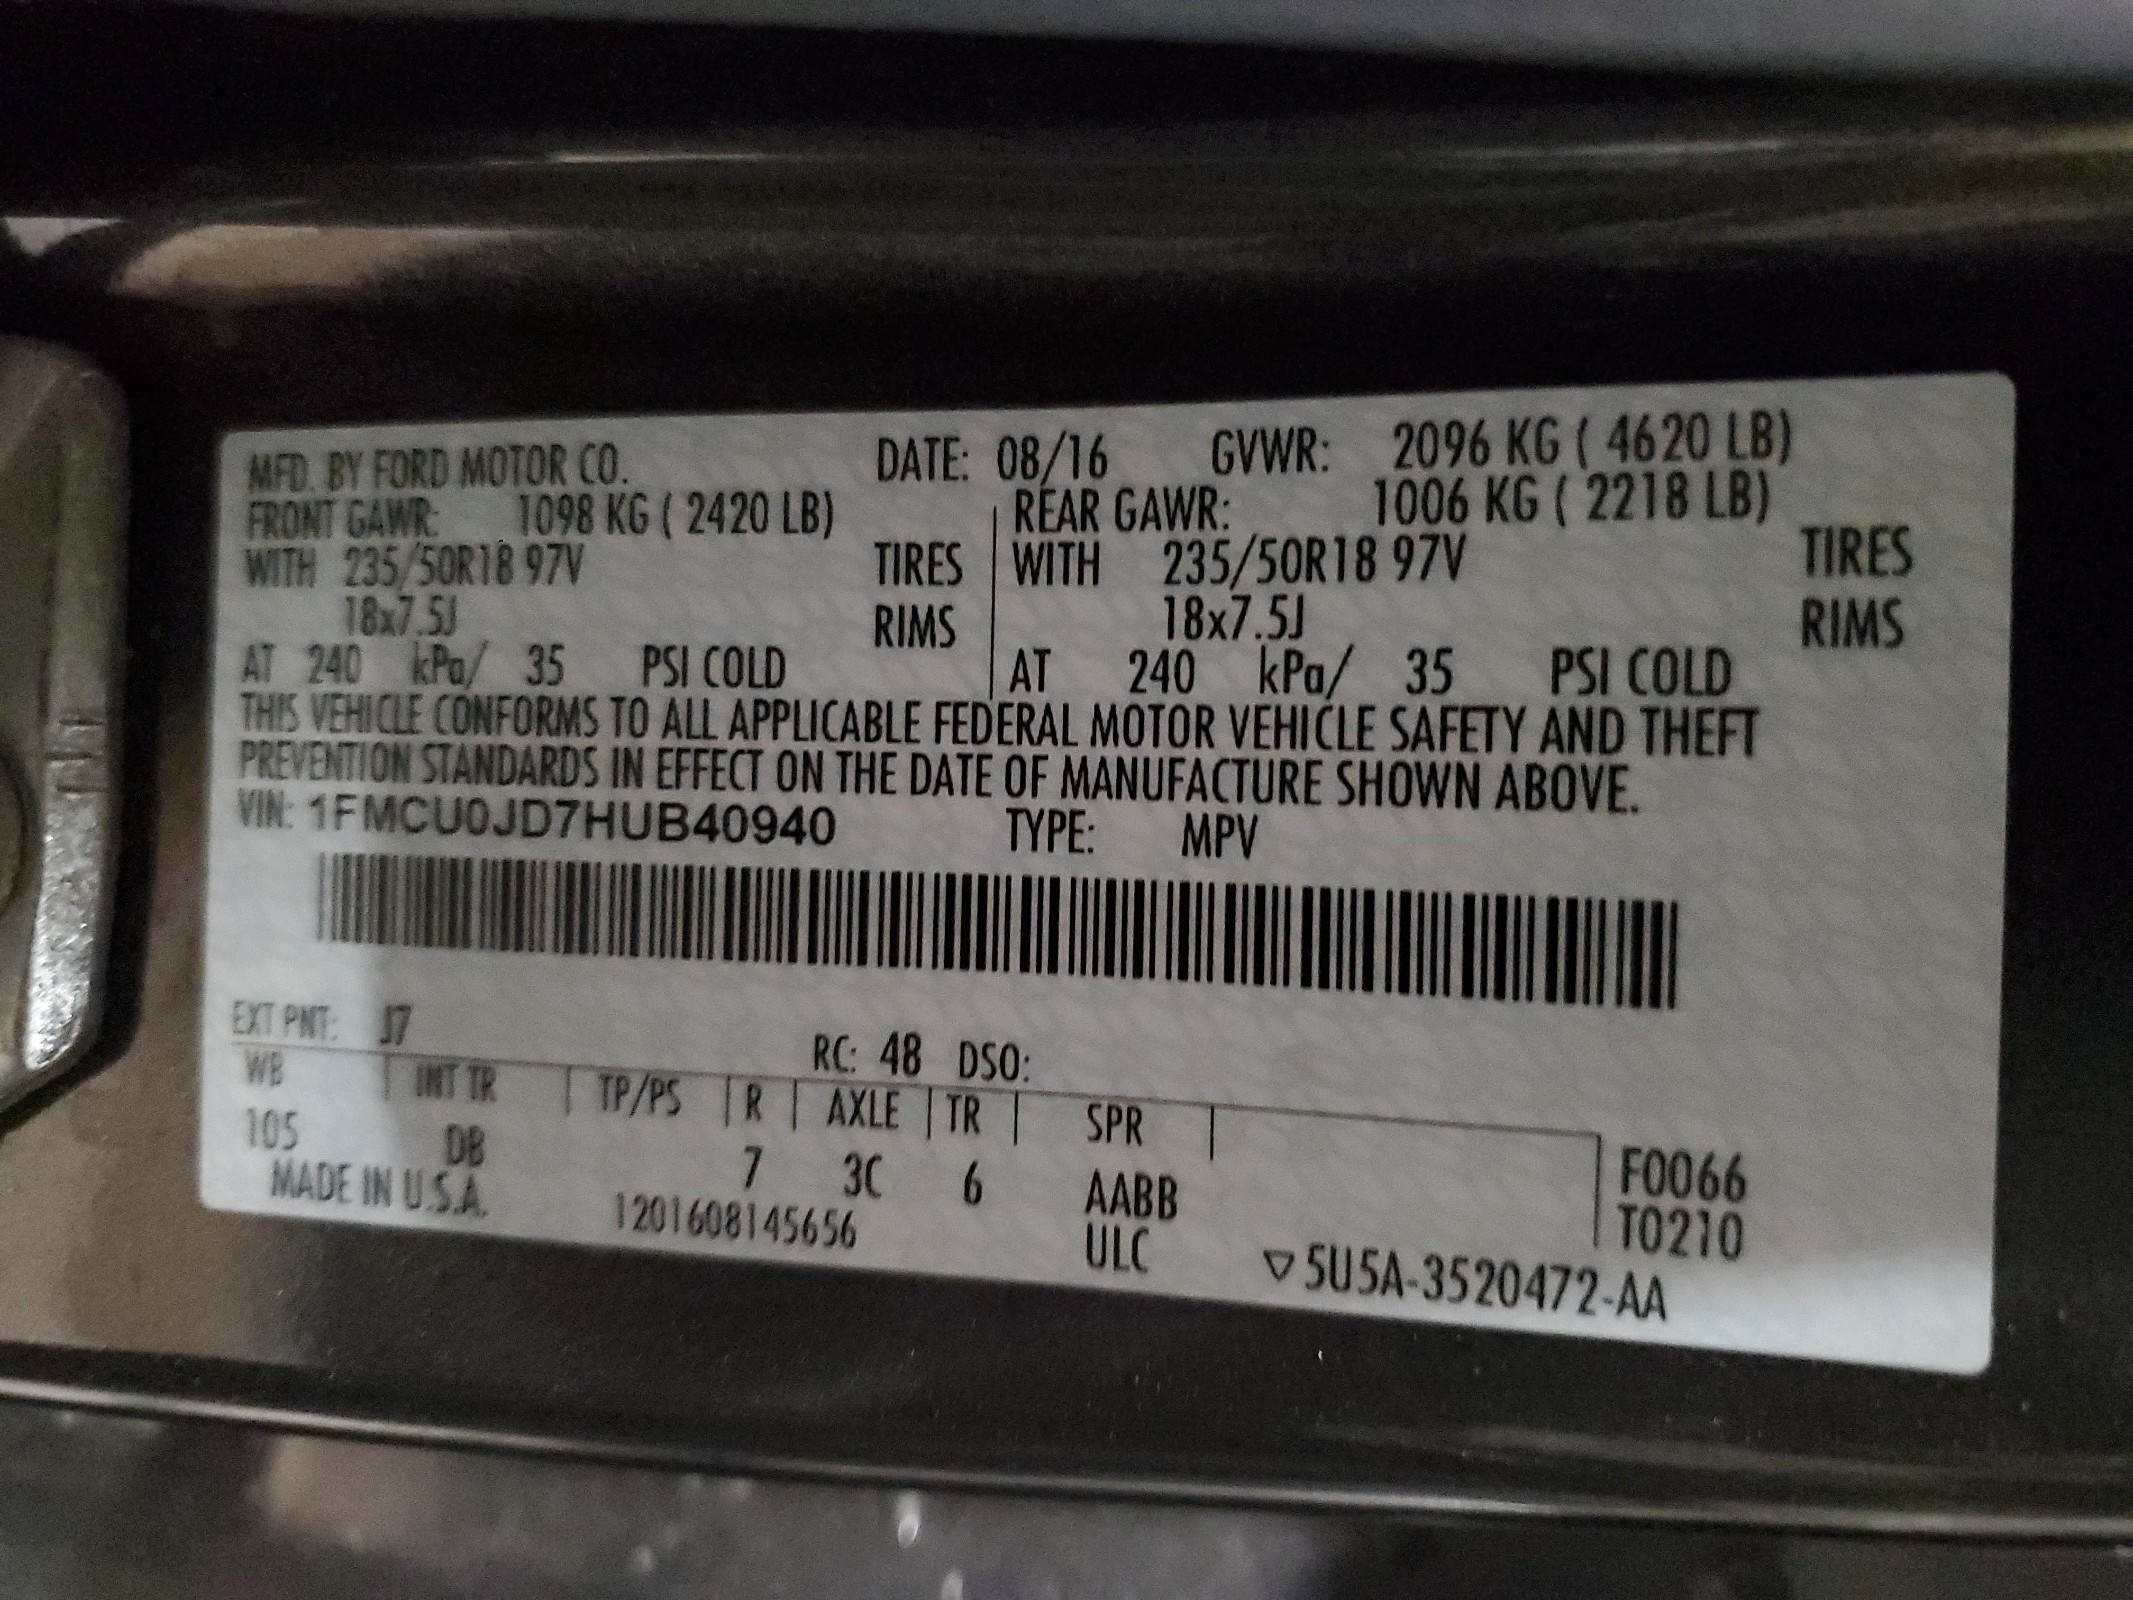 MFD. BY FORD MOTOR CO. DATE: 08/16 GVWR: 2096 KG ( 4620 LB)
FRONT GAWR: 1098 KG ( 2420 LB) REAR GAWR: 1006 KG ( 2218 LB)
WITH 235/50R18 97V TIRES WITH 235/50R18 97V TIRES
18x7.5J RIMS 18x7.5J RIMS
AT 240 kPa/ 35 PSI COLD AT 240 kPa/ 35 PSI COLD
THIS VEHICLE CONFORMS TO ALL APPLICABLE FEDERAL MOTOR VEHICLE SAFETY AND THEFT
PREVENTION STANDARDS IN EFFECT ON THE DATE OF MANUFACTURE SHOWN ABOVE.
VIN: 1FMCU0JD7HUB40940 TYPE: MPV
EXT PNT: J7 RC: 48 DSO:
WB INT TR TP/PS R AXLE TR SPR
105 DB 7 3C 6 AABB F0066
MADE IN U.S.A. 1201608145656 ULC T0210
▽5U5A-3520472-AA